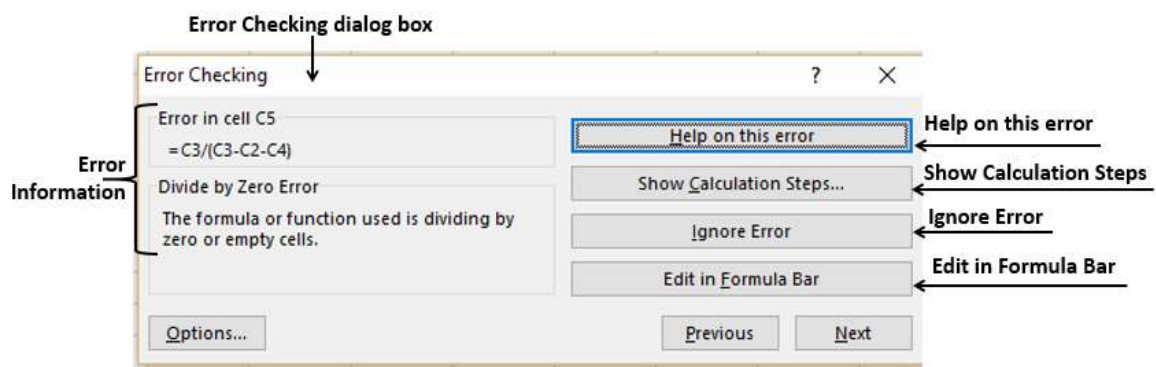 Error Checking dialog box
Error Checking ? ✕
Error in cell C5
=C3/(C3-C2-C4)
Error
Information
Divide by Zero Error
The formula or function used is dividing by
zero or empty cells.
Help on this error
Help on this error
Show Calculation Steps...
Show Calculation Steps
Ignore Error
Ignore Error
Edit in Formula Bar
Edit in Formula Bar
Options...
Previous
Next